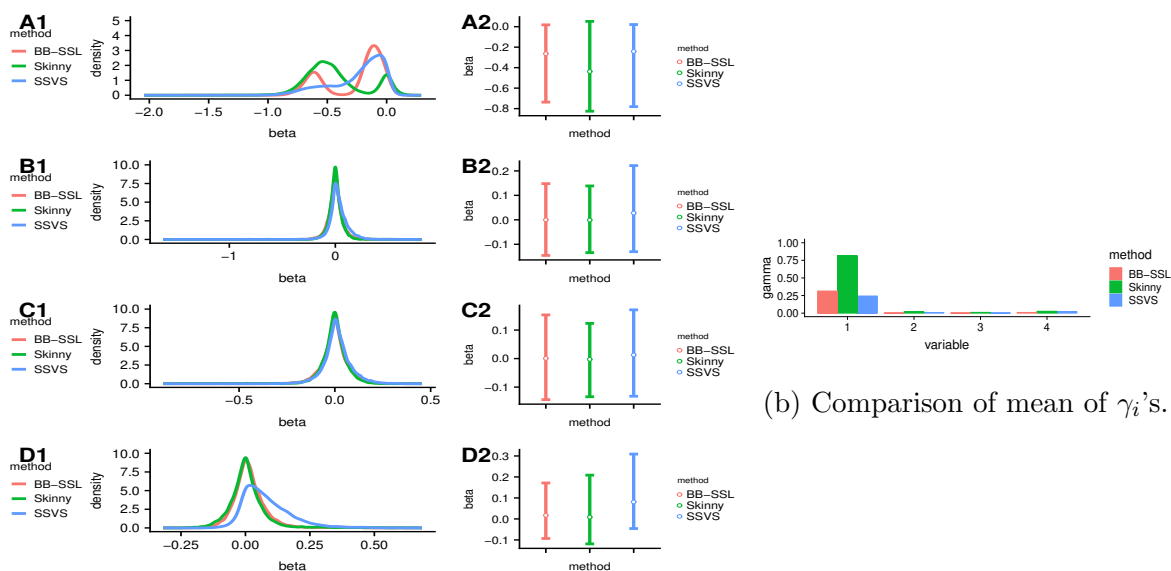 A1
method
BB−SSL
Skinny
SSVS
density
5
4
3
2
1
0
−2.0 −1.5 −1.0 −0.5 0.0
beta
A2
beta
0.0
−0.2
−0.4
−0.6
−0.8
method
method
BB−SSL
Skinny
SSVS
B1
method
BB−SSL
Skinny
SSVS
density
10.0
7.5
5.0
2.5
0.0
−1 0
beta
B2
beta
0.2
0.1
0.0
−0.1
method
method
BB−SSL
Skinny
SSVS
C1
method
BB−SSL
Skinny
SSVS
density
10.0
7.5
5.0
2.5
0.0
−0.5 0.0 0.5
beta
C2
beta
0.1
0.0
−0.1
method
method
BB−SSL
Skinny
SSVS
D1
method
BB−SSL
Skinny
SSVS
density
10.0
7.5
5.0
2.5
0.0
−0.25 0.00 0.25 0.50
beta
D2
beta
0.3
0.2
0.1
0.0
−0.1
method
method
BB−SSL
Skinny
SSVS
gamma
1.00
0.75
0.50
0.25
0.00
1 2 3 4
variable
method
BB−SSL
Skinny
SSVS
(b) Comparison of mean of γᵢ's.